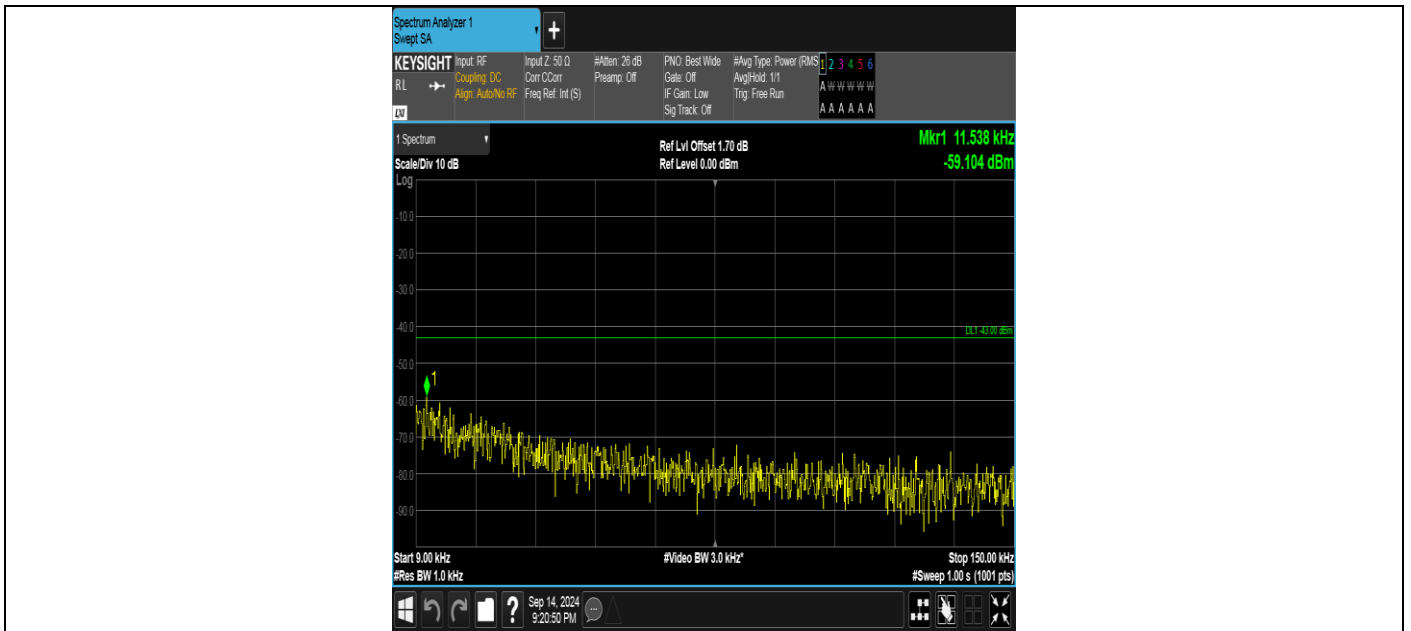 Spectrum Analyzer 1
Swept SA
KEYSIGHT
RL
LXI
Input: RF
Coupling: DC
Align: Auto/No RF
Input Z: 50 Ω
Corr CCorr
Freq Ref: Int (S)
#Atten: 26 dB
Preamp: Off
PNO: Best Wide
Gate: Off
IF Gain: Low
Sig Track: Off
#Avg Type: Power (RMS
Avg|Hold: 1/1
Trig: Free Run
1 2 3 4 5 6
A W W W W W
A A A A A A
1 Spectrum
Scale/Div 10 dB
Ref Lvl Offset 1.70 dB
Ref Level 0.00 dBm
Mkr1 11.538 kHz
-59.104 dBm
Log
-10.0
-20.0
-30.0
-40.0
DL1 -43.00 dBm
-50.0
1
-60.0
-70.0
-80.0
-90.0
Start 9.00 kHz
#Video BW 3.0 kHz*
Stop 150.00 kHz
#Res BW 1.0 kHz
#Sweep 1.00 s (1001 pts)
?
Sep 14, 2024
9:20:50 PM